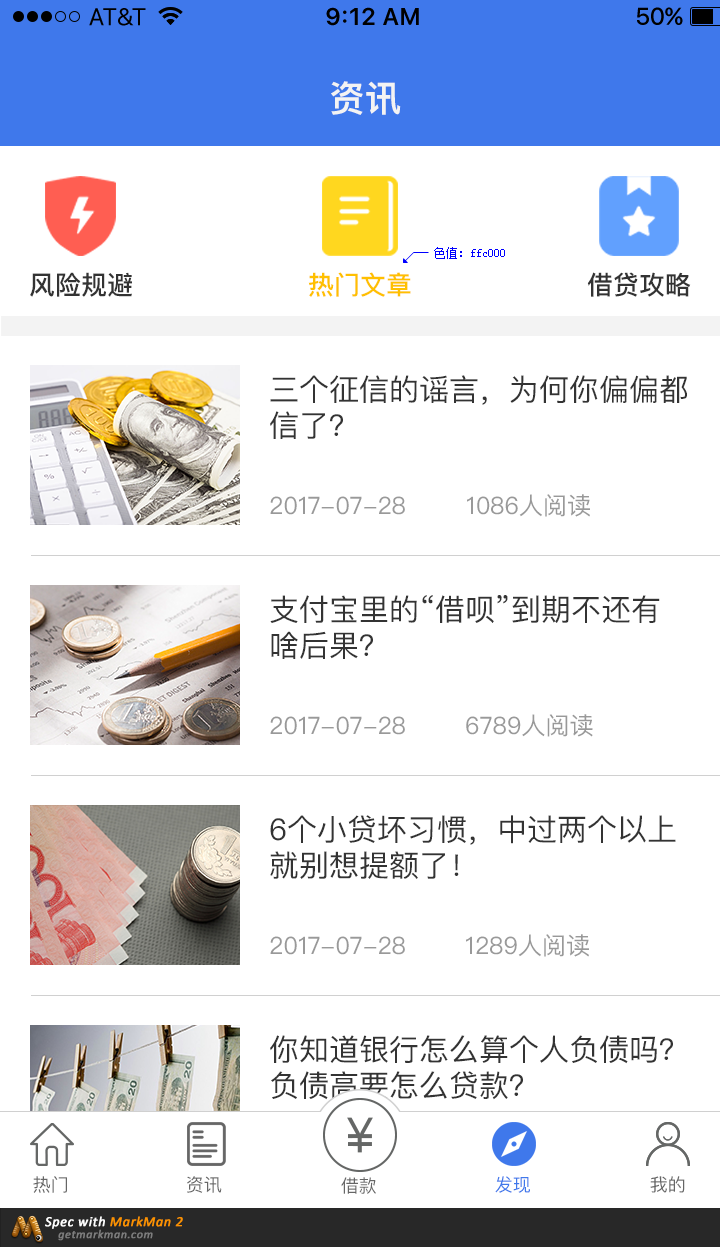 AT&T 9:12 AM 50%
资讯
色值：ffc000
风险规避 热门文章 借贷攻略
三个征信的谣言，为何你偏偏都
信了？
2017-07-28 1086人阅读
支付宝里的“借呗”到期不还有
啥后果？
2017-07-28 6789人阅读
6个小贷坏习惯，中过两个以上
就别想提额了！
2017-07-28 1289人阅读
你知道银行怎么算个人负债吗？
负债高要怎么贷款？
¥
热门 资讯 借款 发现 我的
Spec with MarkMan 2
getmarkman.com